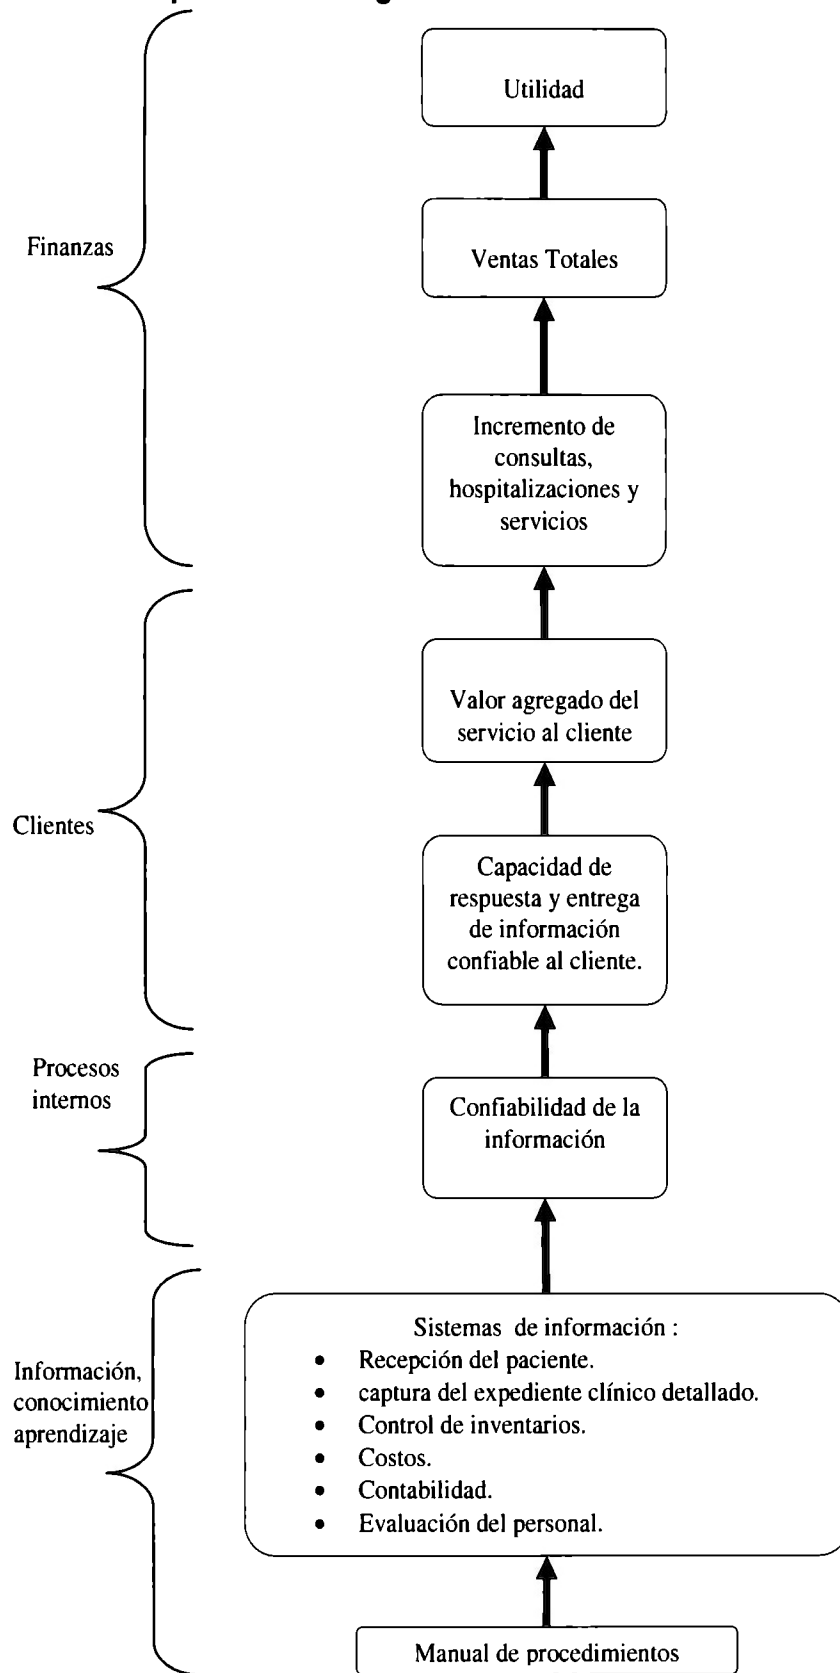 Utilidad
Finanzas
Ventas Totales
Incremento de
consultas,
hospitalizaciones y
servicios
Valor agregado del
servicio al cliente
Clientes
Capacidad de
respuesta y entrega
de información
confiable al cliente.
Procesos
internos
Confiabilidad de la
información
Información,
conocimiento
aprendizaje
Sistemas de información :
• Recepción del paciente.
• captura del expediente clínico detallado.
• Control de inventarios.
• Costos.
• Contabilidad.
• Evaluación del personal.
Manual de procedimientos